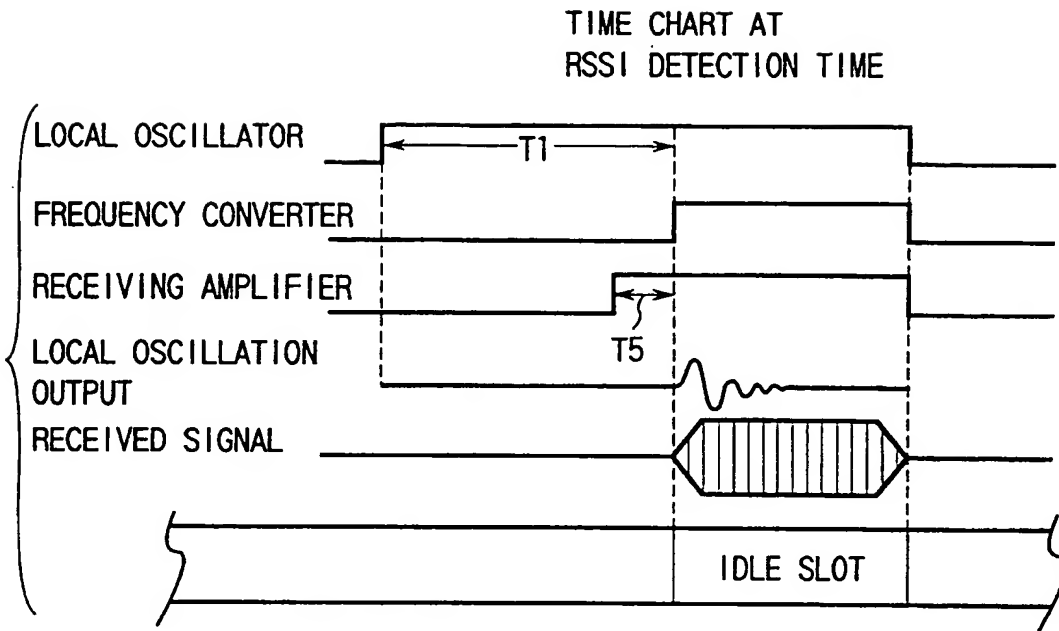 TIME CHART AT
RSSI DETECTION TIME
LOCAL OSCILLATOR
T1
FREQUENCY CONVERTER
RECEIVING AMPLIFIER
T5
LOCAL OSCILLATION
OUTPUT
RECEIVED SIGNAL
IDLE SLOT